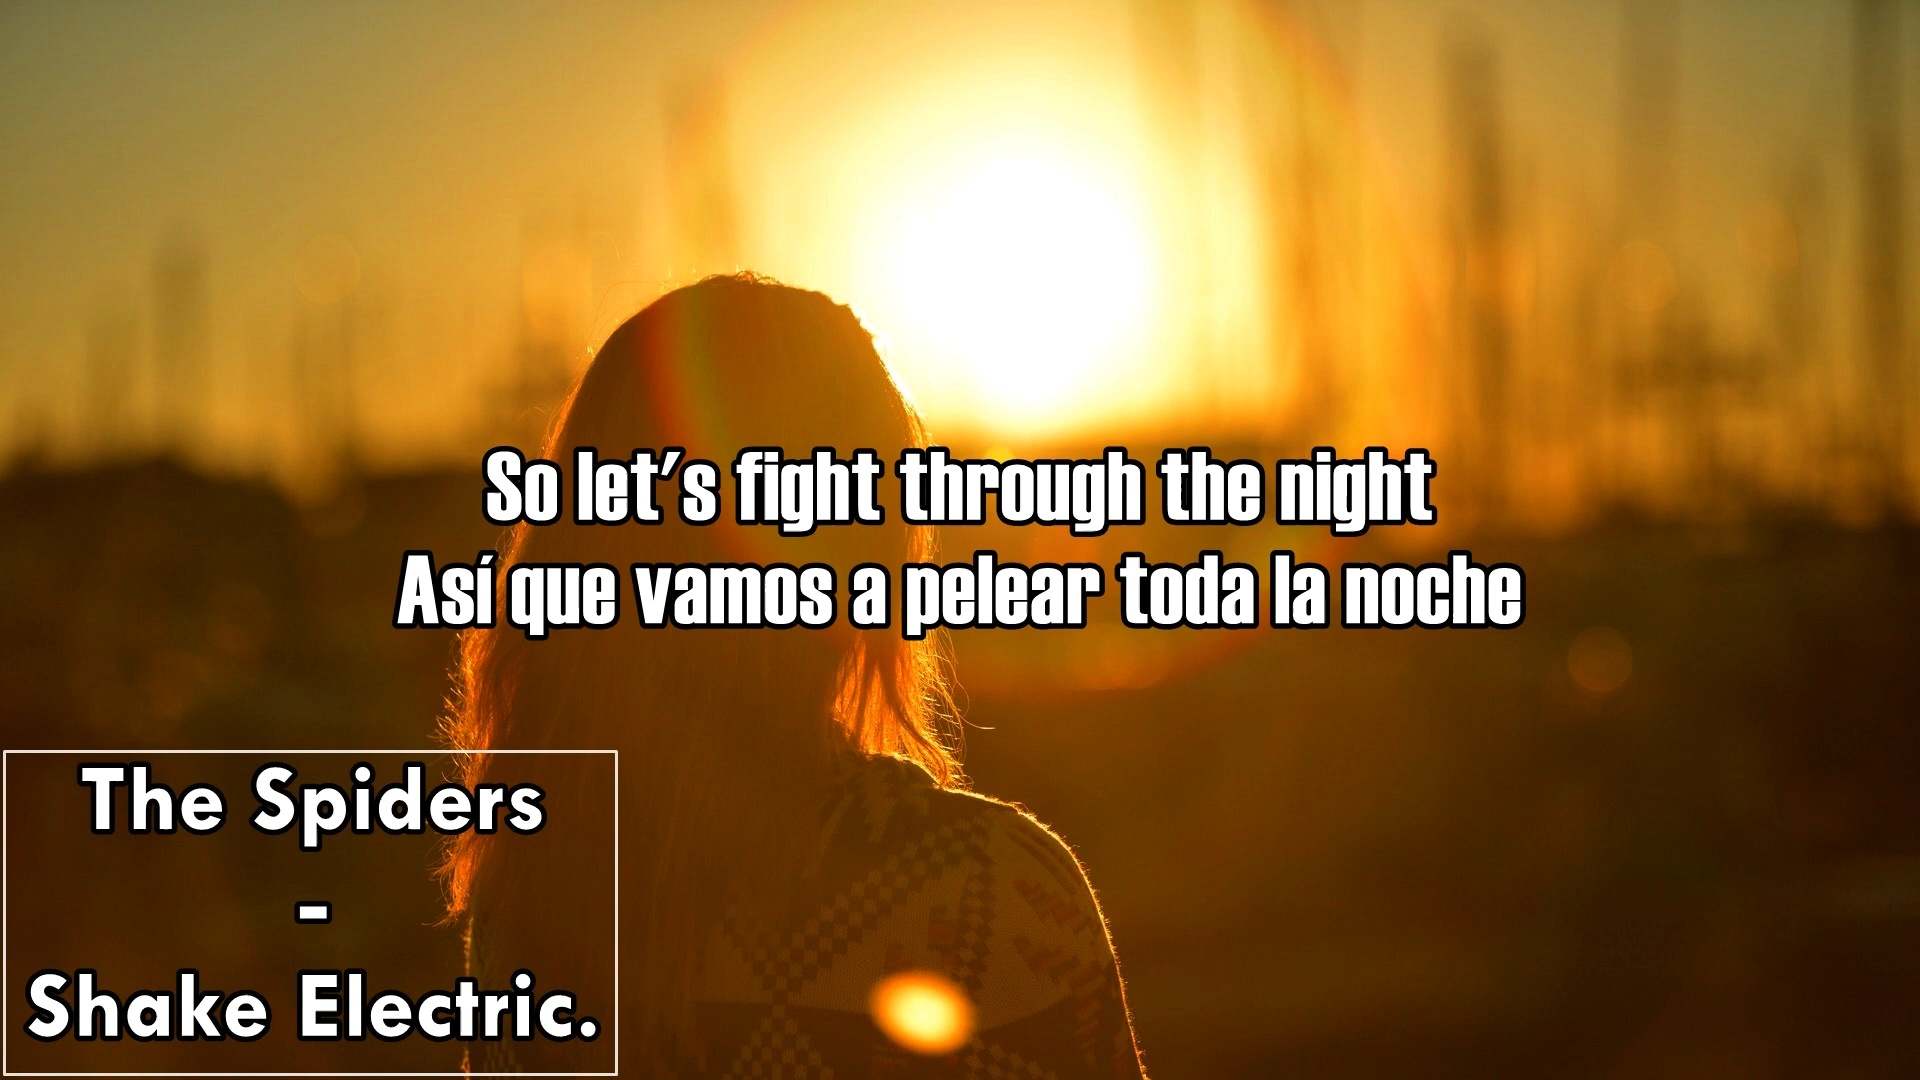 So let's fight through the night
Así que vamos a pelear toda la noche
The Spiders
-
Shake Electric.